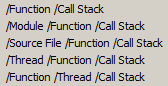 /Function /Call Stack
/Module /Function /Call Stack
/Source File /Function /Call Stack
/Thread /Function /Call Stack
/Function /Thread /Call Stack